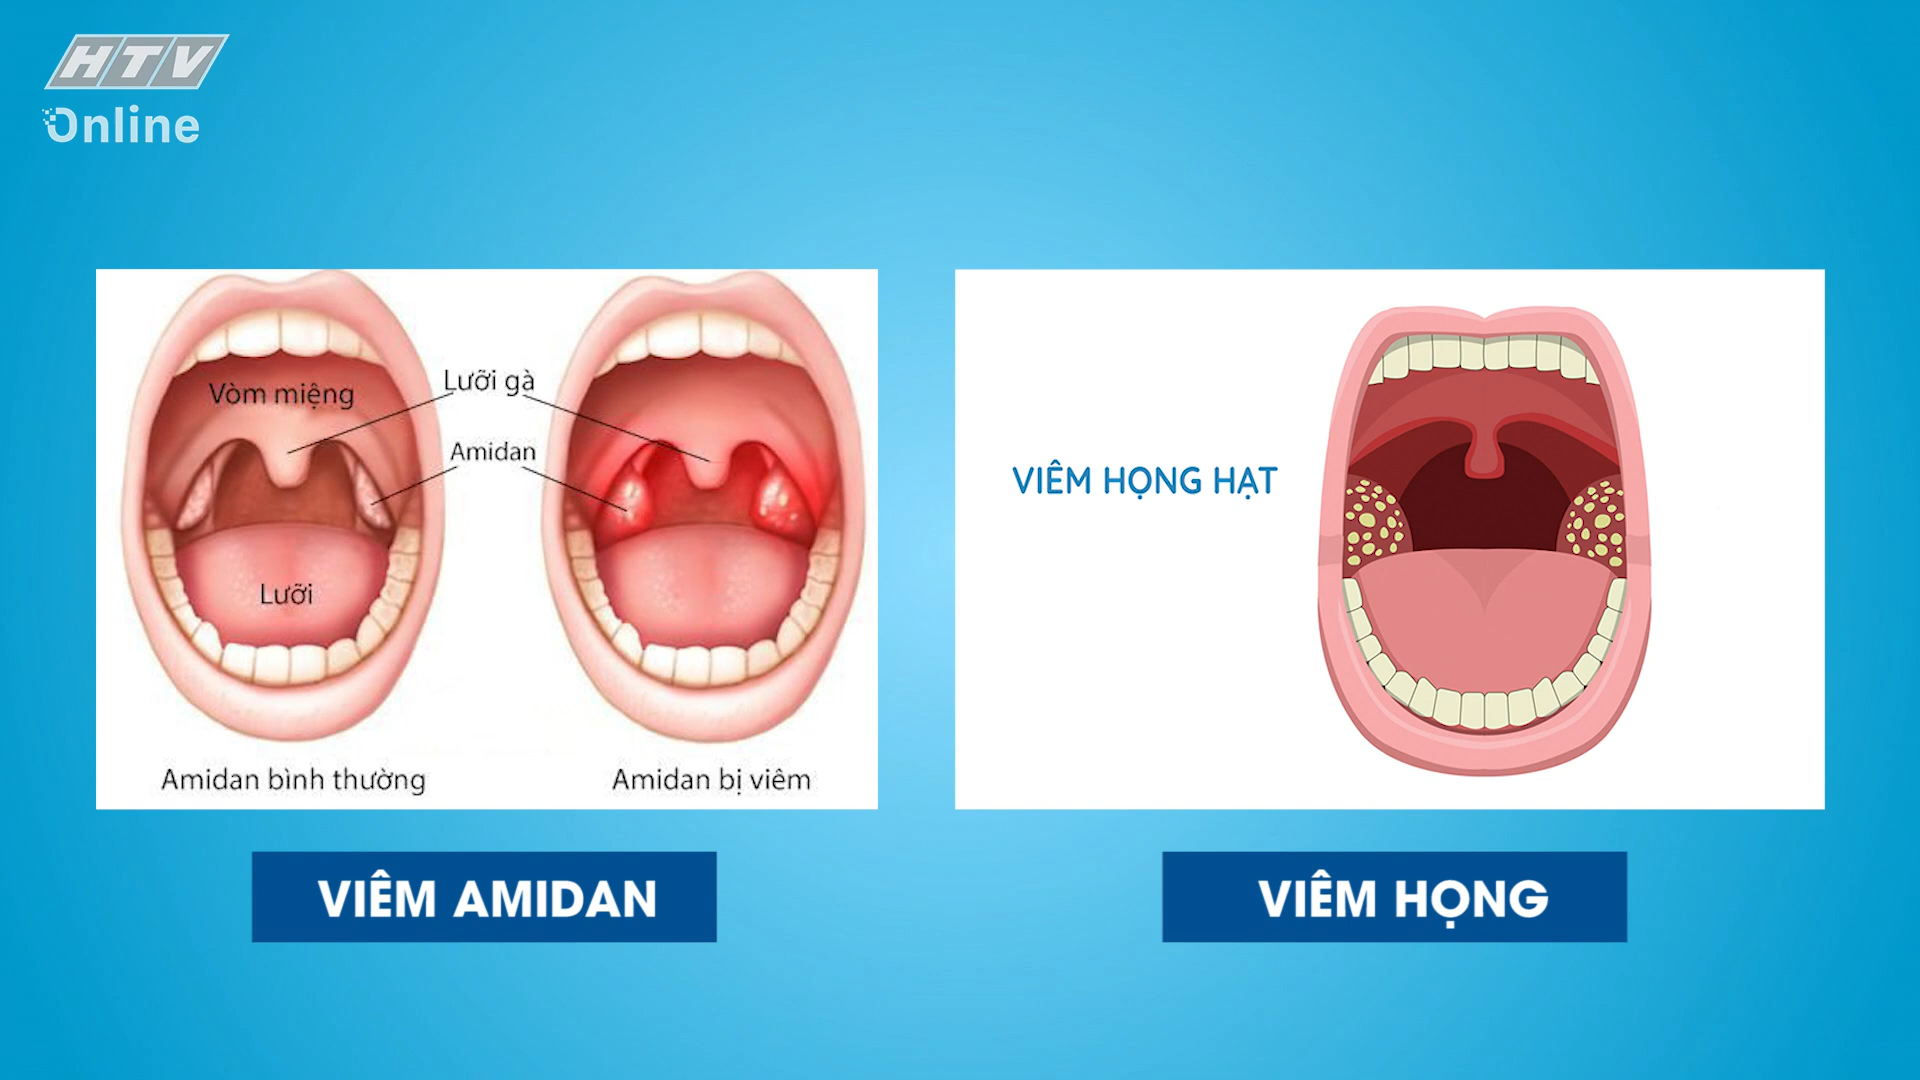 HTV
Online
Vòm miệng
Lưỡi gà
Amidan
Lưỡi
Amidan bình thường
Amidan bị viêm
VIÊM HỌNG HẠT
VIÊM AMIDAN
VIÊM HỌNG